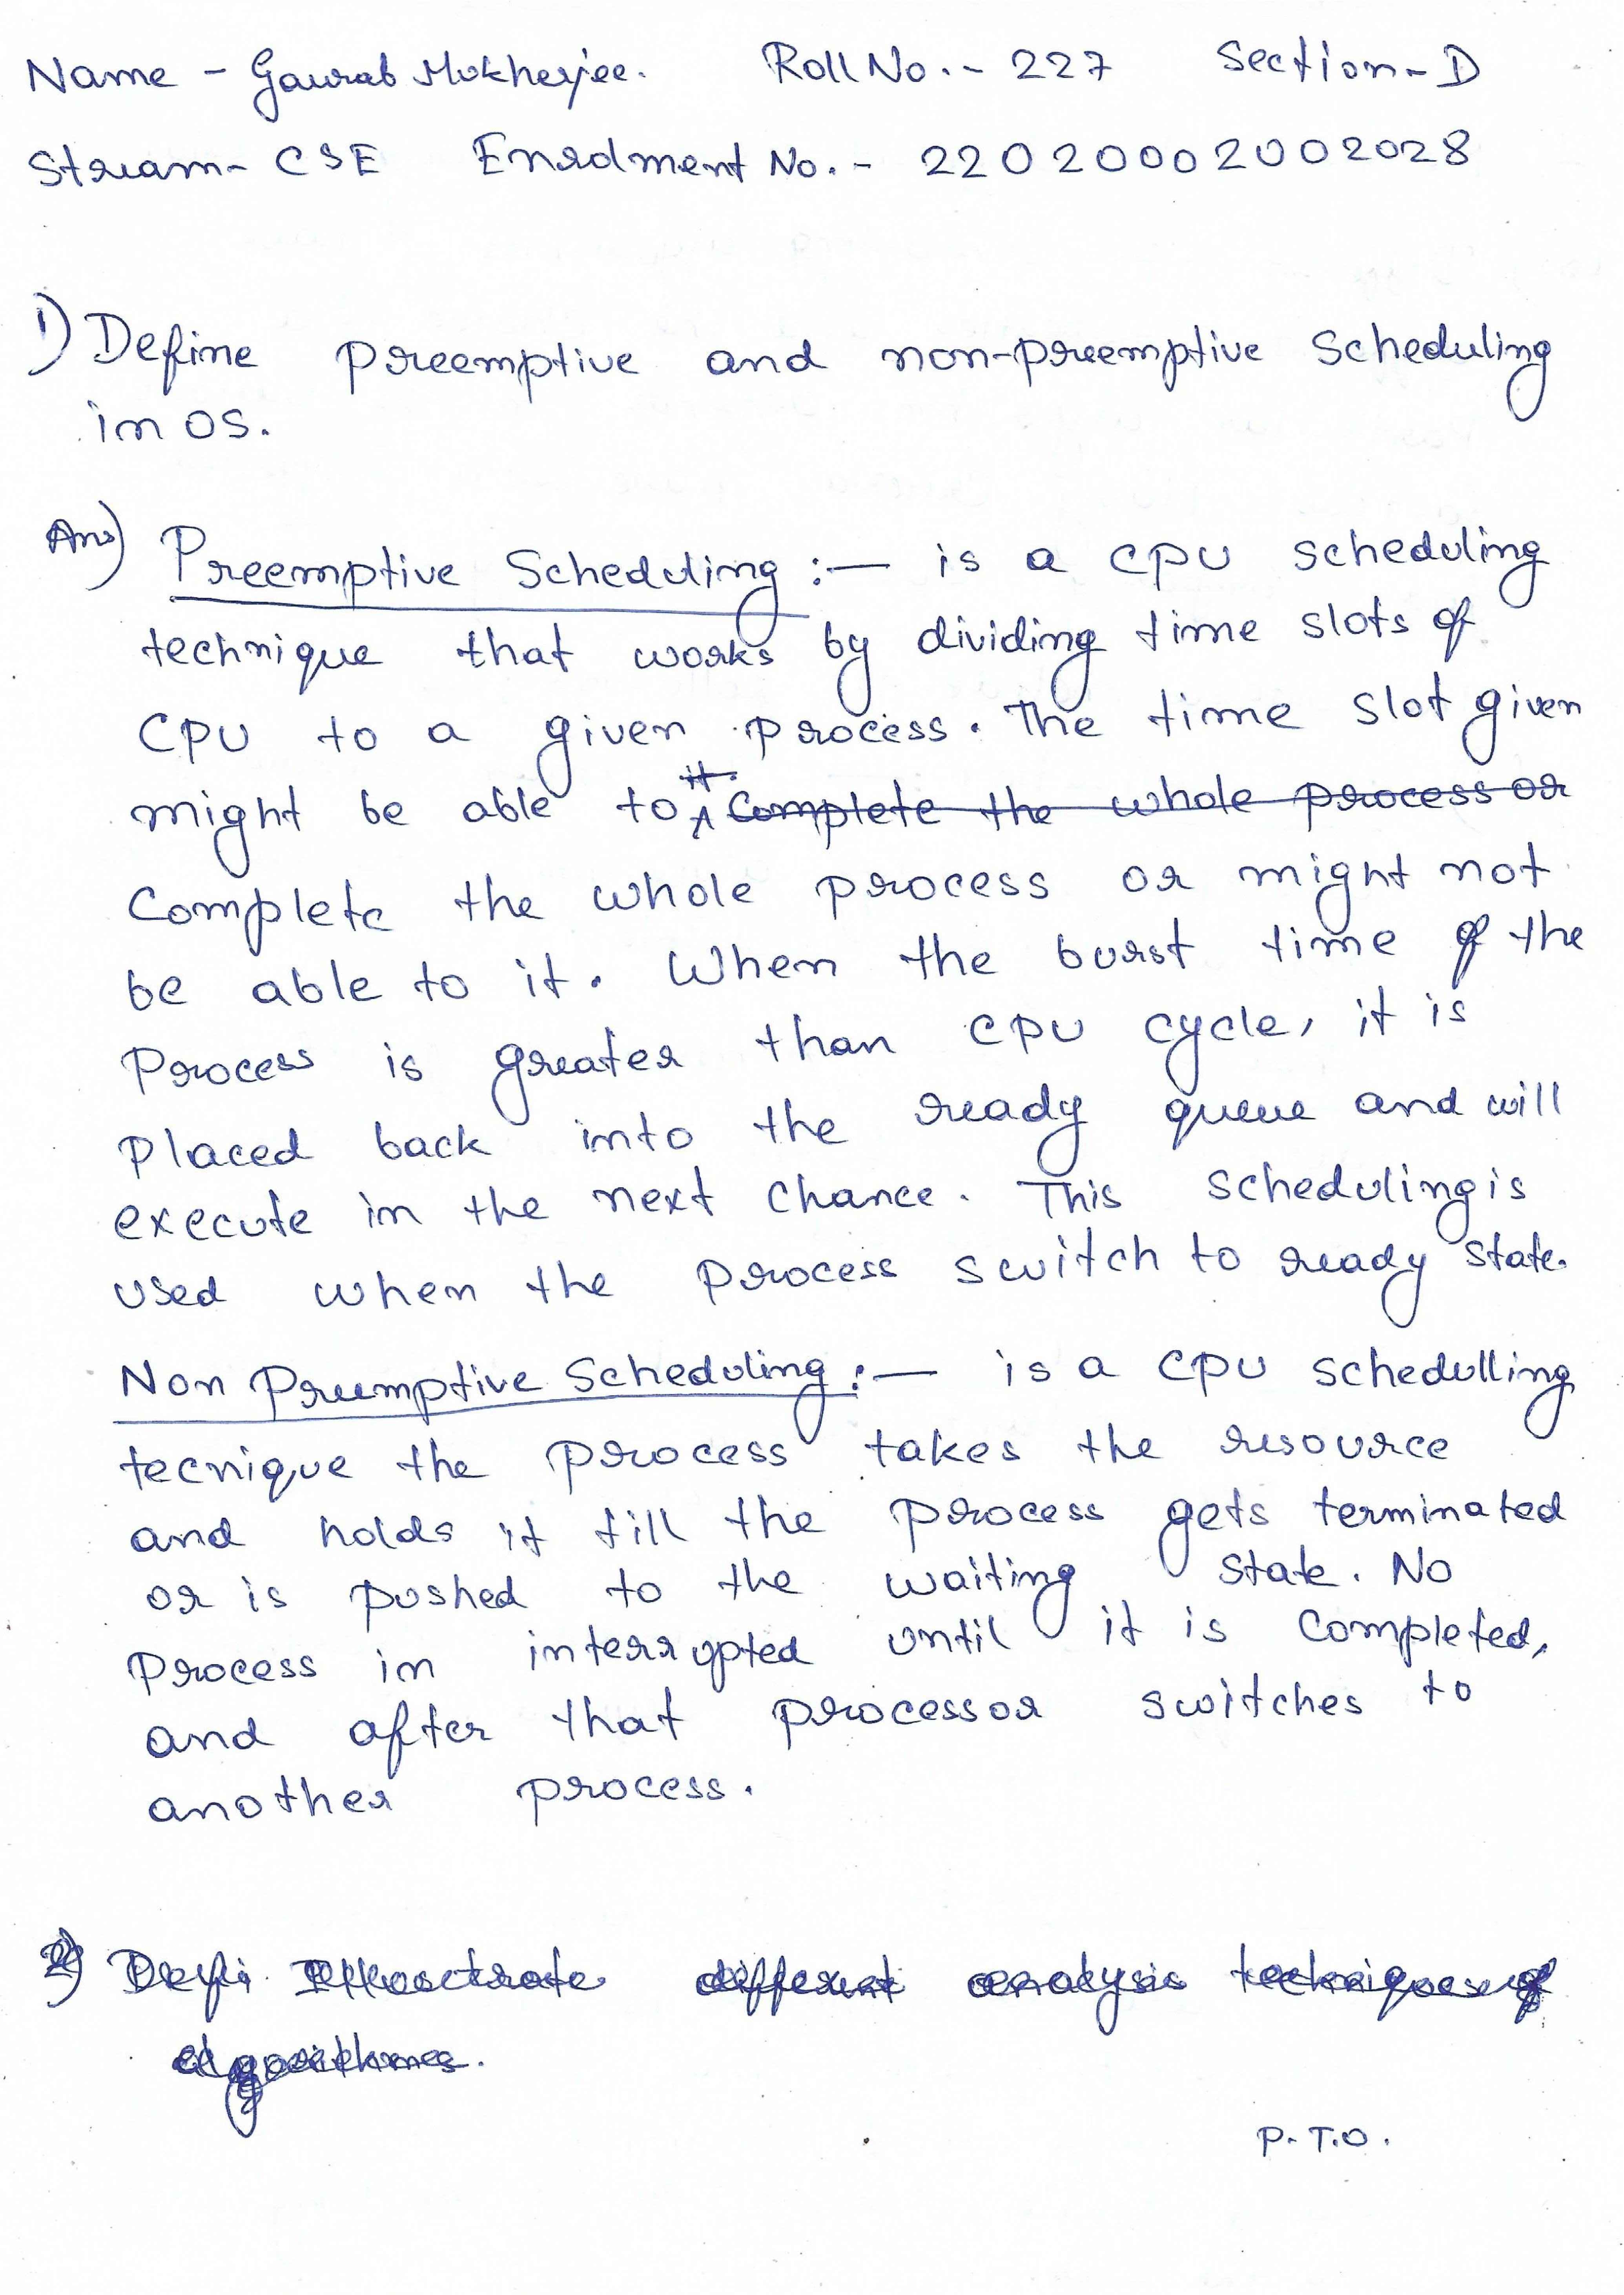 Name - Gaurab Mukherjee. Roll No.- 227 Section-D
Stream- CSE Enrolment No.- 22020002002028
1) Define preemptive and non-preemptive scheduling
in OS.
Ans) Preemptive Scheduling :— is a CPU scheduling
technique that works by dividing time slots of
CPU to a given process. The time slot given
might be able to it complete the whole process or
complete the whole process or might not
be able to it. When the burst time of the
process is greater than CPU cycle, it is
placed back into the ready queue and will
execute in the next chance. This scheduling is
used when the process switch to ready state.
Non Preemptive Scheduling :— is a CPU schedulling
tecnique the process takes the resource
and holds it till the process gets terminated
or is pushed to the waiting state. No
process in interrupted until it is completed,
and after that processor switches to
another process.
2) Defi Illusctrate different analysis techniques of
algorithms.
P.T.O.